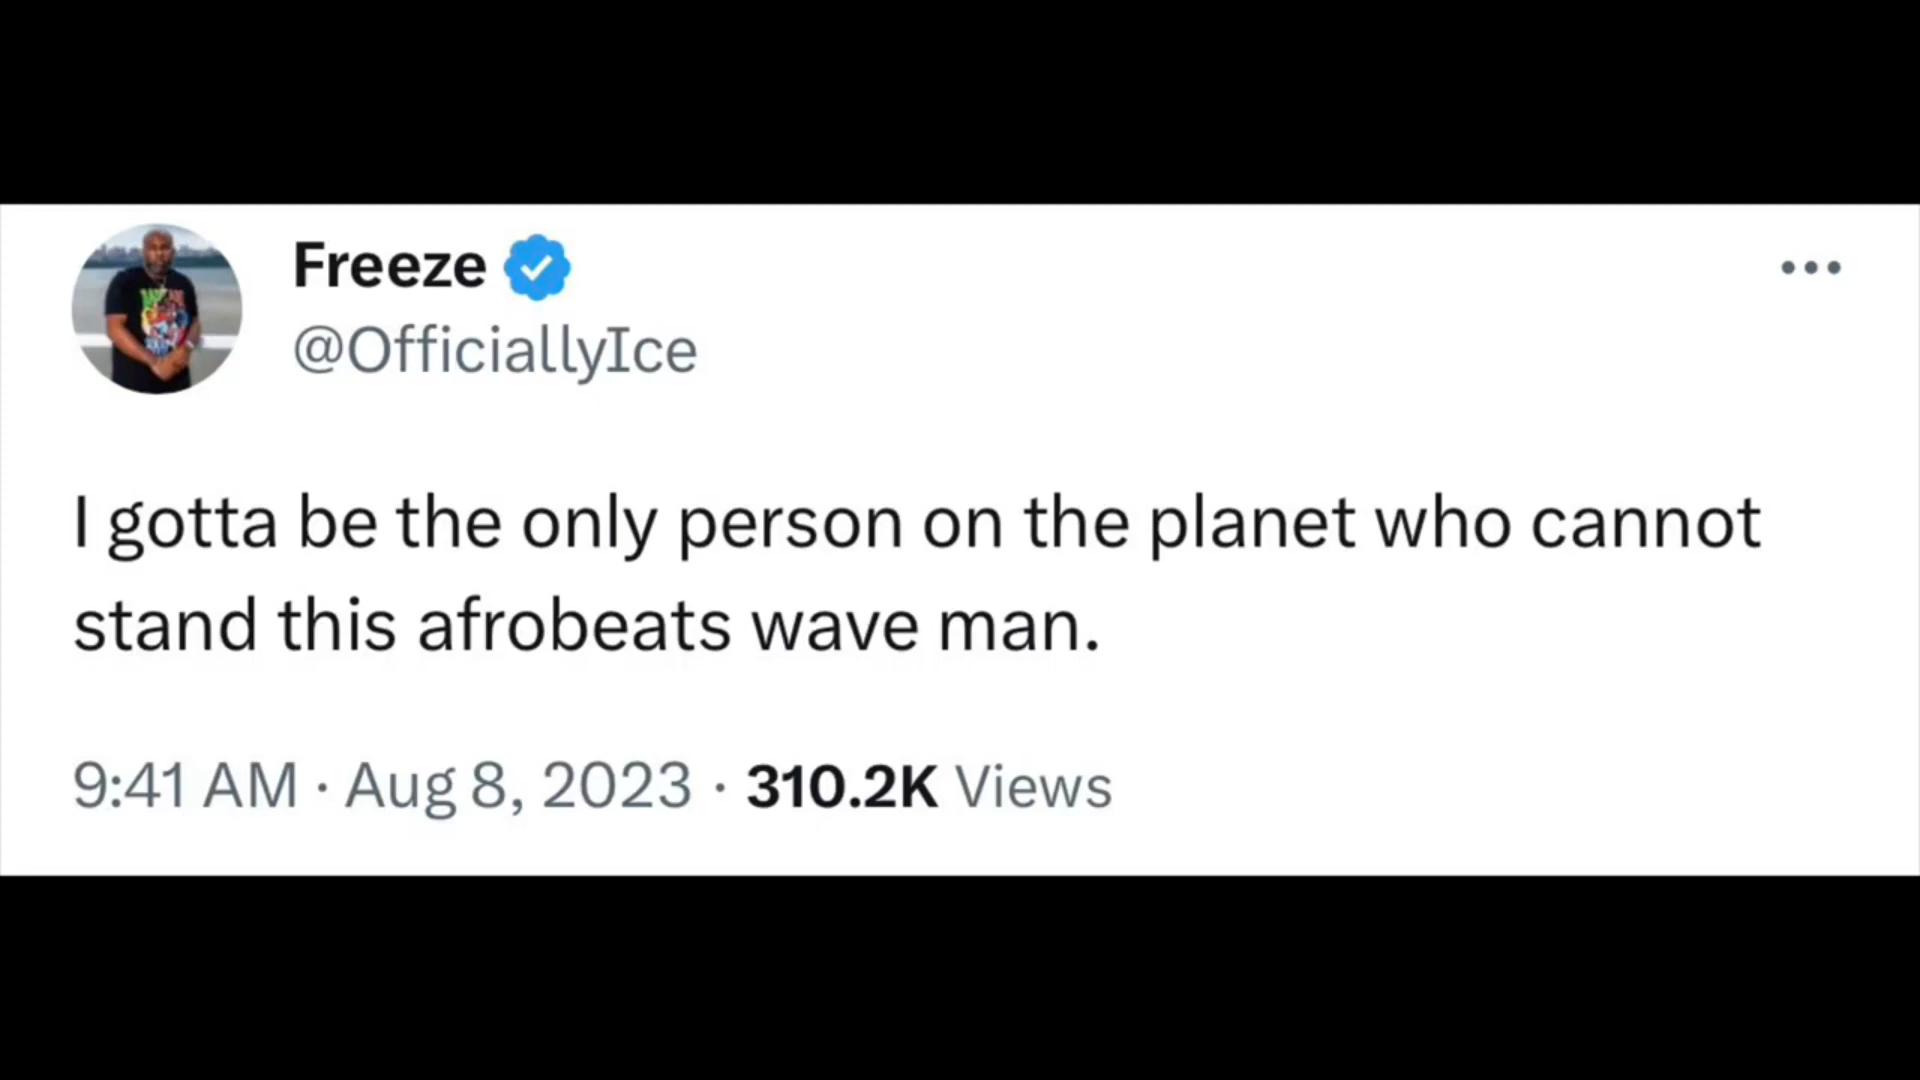 Freeze
@OfficiallyIce
I gotta be the only person on the planet who cannot
stand this afrobeats wave man.
9:41 AM · Aug 8, 2023 · 310.2K Views